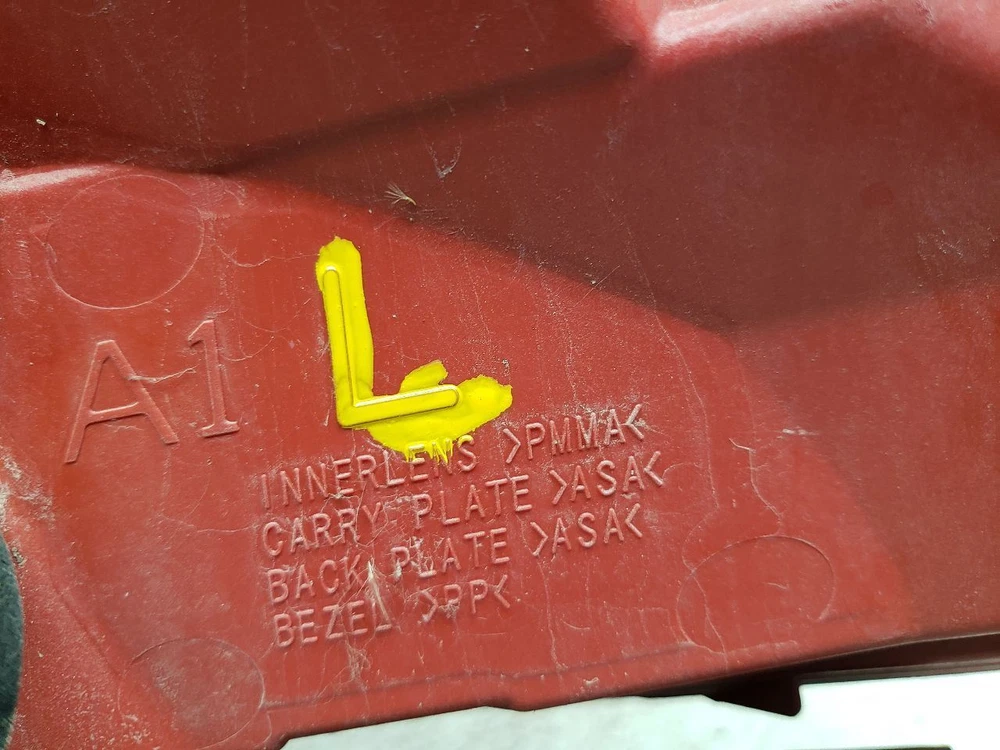 A1
L
INNERLENS >PMMA<
CARRY PLATE >ASA<
BACK PLATE >ASA<
BEZEL >PP<